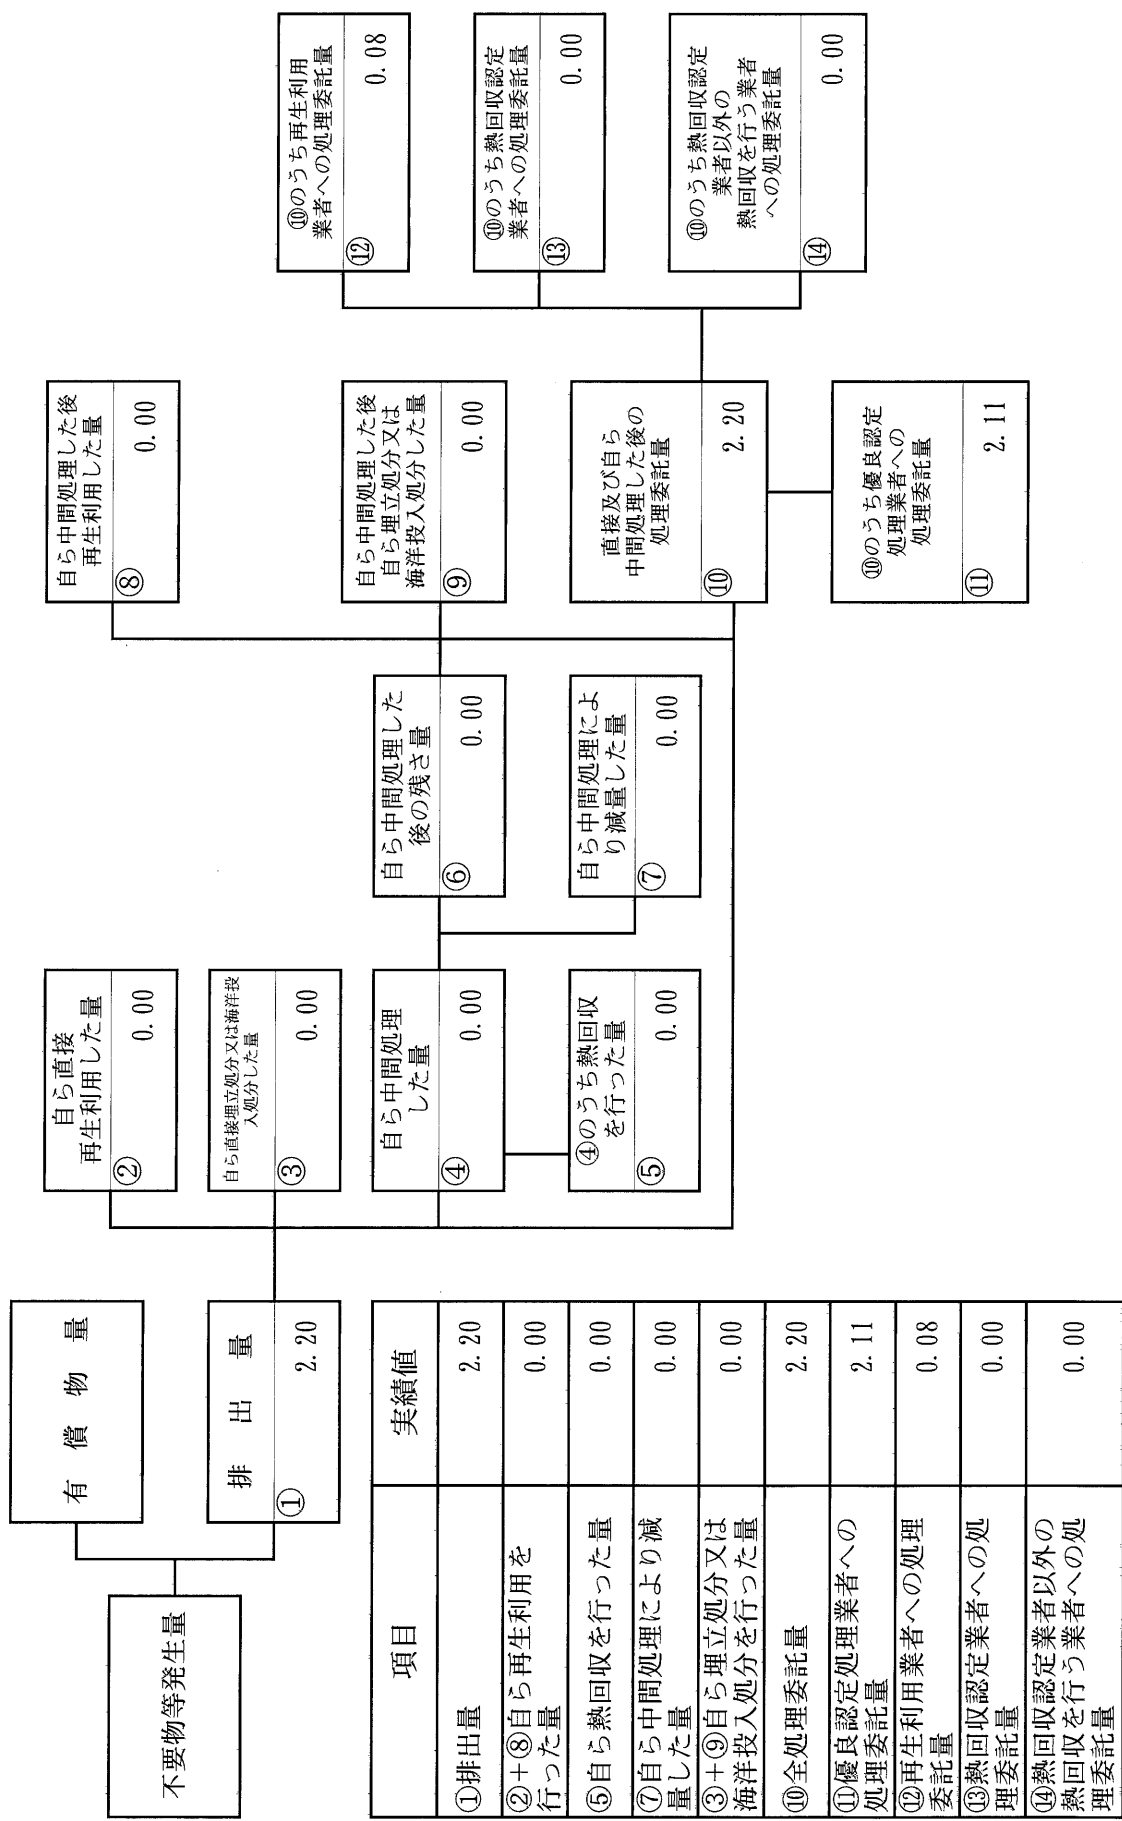 不要物等発生量
有償物量
排出量
①
2.20
自ら直接
再生利用した量
②
0.00
自ら直接埋立処分又は海洋投
入処分した量
③
0.00
自ら中間処理
した量
④
0.00
④のうち熱回収
を行った量
⑤
0.00
自ら中間処理した
後の残さ量
⑥
0.00
自ら中間処理によ
り減量した量
⑦
0.00
自ら中間処理した後
再生利用した量
⑧
0.00
自ら中間処理した後
自ら埋立処分又は
海洋投入処分した量
⑨
0.00
直接及び自ら
中間処理した後の
処理委託量
⑩
2.20
⑩のうち優良認定
処理業者への
処理委託量
⑪
2.11
⑩のうち再生利用
業者への処理委託量
⑫
0.08
⑩のうち熱回収認定
業者への処理委託量
⑬
0.00
⑩のうち熱回収認定
業者以外の
熱回収を行う業者
への処理委託量
⑭
0.00
項目 実績値
①排出量 2.20
②+⑧自ら再生利用を
行った量 0.00
⑤自ら熱回収を行った量 0.00
⑦自ら中間処理により減
量した量 0.00
③+⑨自ら埋立処分又は
海洋投入処分を行った量 0.00
⑩全処理委託量 2.20
⑪優良認定処理業者への
処理委託量 2.11
⑫再生利用業者への処理
委託量 0.08
⑬熱回収認定業者への処
理委託量 0.00
⑭熱回収認定業者以外の
熱回収を行う業者への処
理委託量 0.00